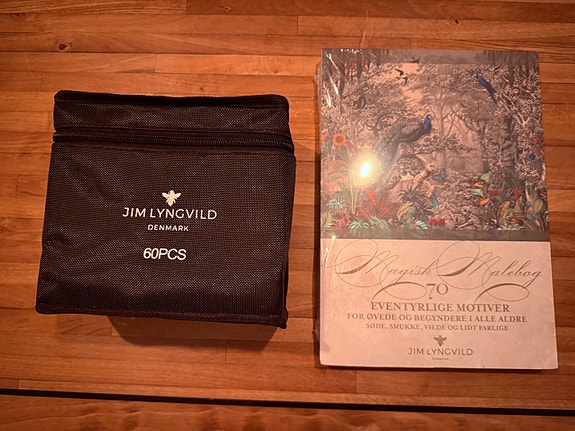 JIM LYNGVILD
DENMARK
60PCS
Magisk Malebog
70
EVENTYRLIGE MOTIVER
FOR ØVEDE OG BEGYNDERE I ALLE ALDRE
SØDE, SMUKKE, VILDE OG LIDT FARLIGE
JIM LYNGVILD